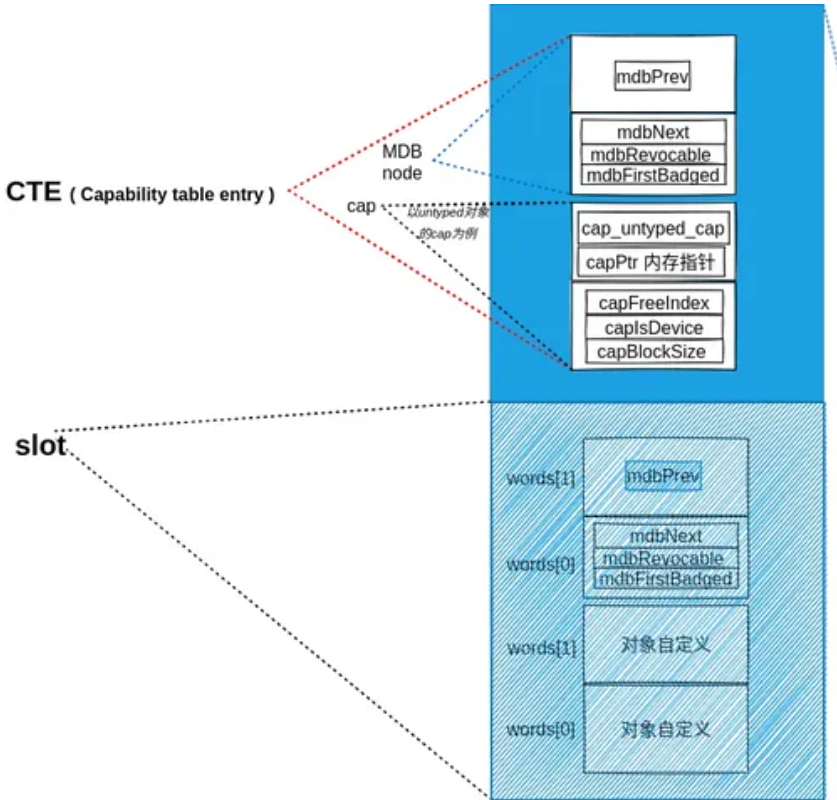 mdbPrev
MDB
node
mdbNext
mdbRevocable
mdbFirstBadged
CTE ( Capability table entry )
cap
以untyped对象
的cap为例
cap_untyped_cap
capPtr 内存指针
capFreeIndex
capIsDevice
capBlockSize
slot
words[1]
mdbPrev
words[0]
mdbNext
mdbRevocable
mdbFirstBadged
words[1]
对象自定义
words[0]
对象自定义